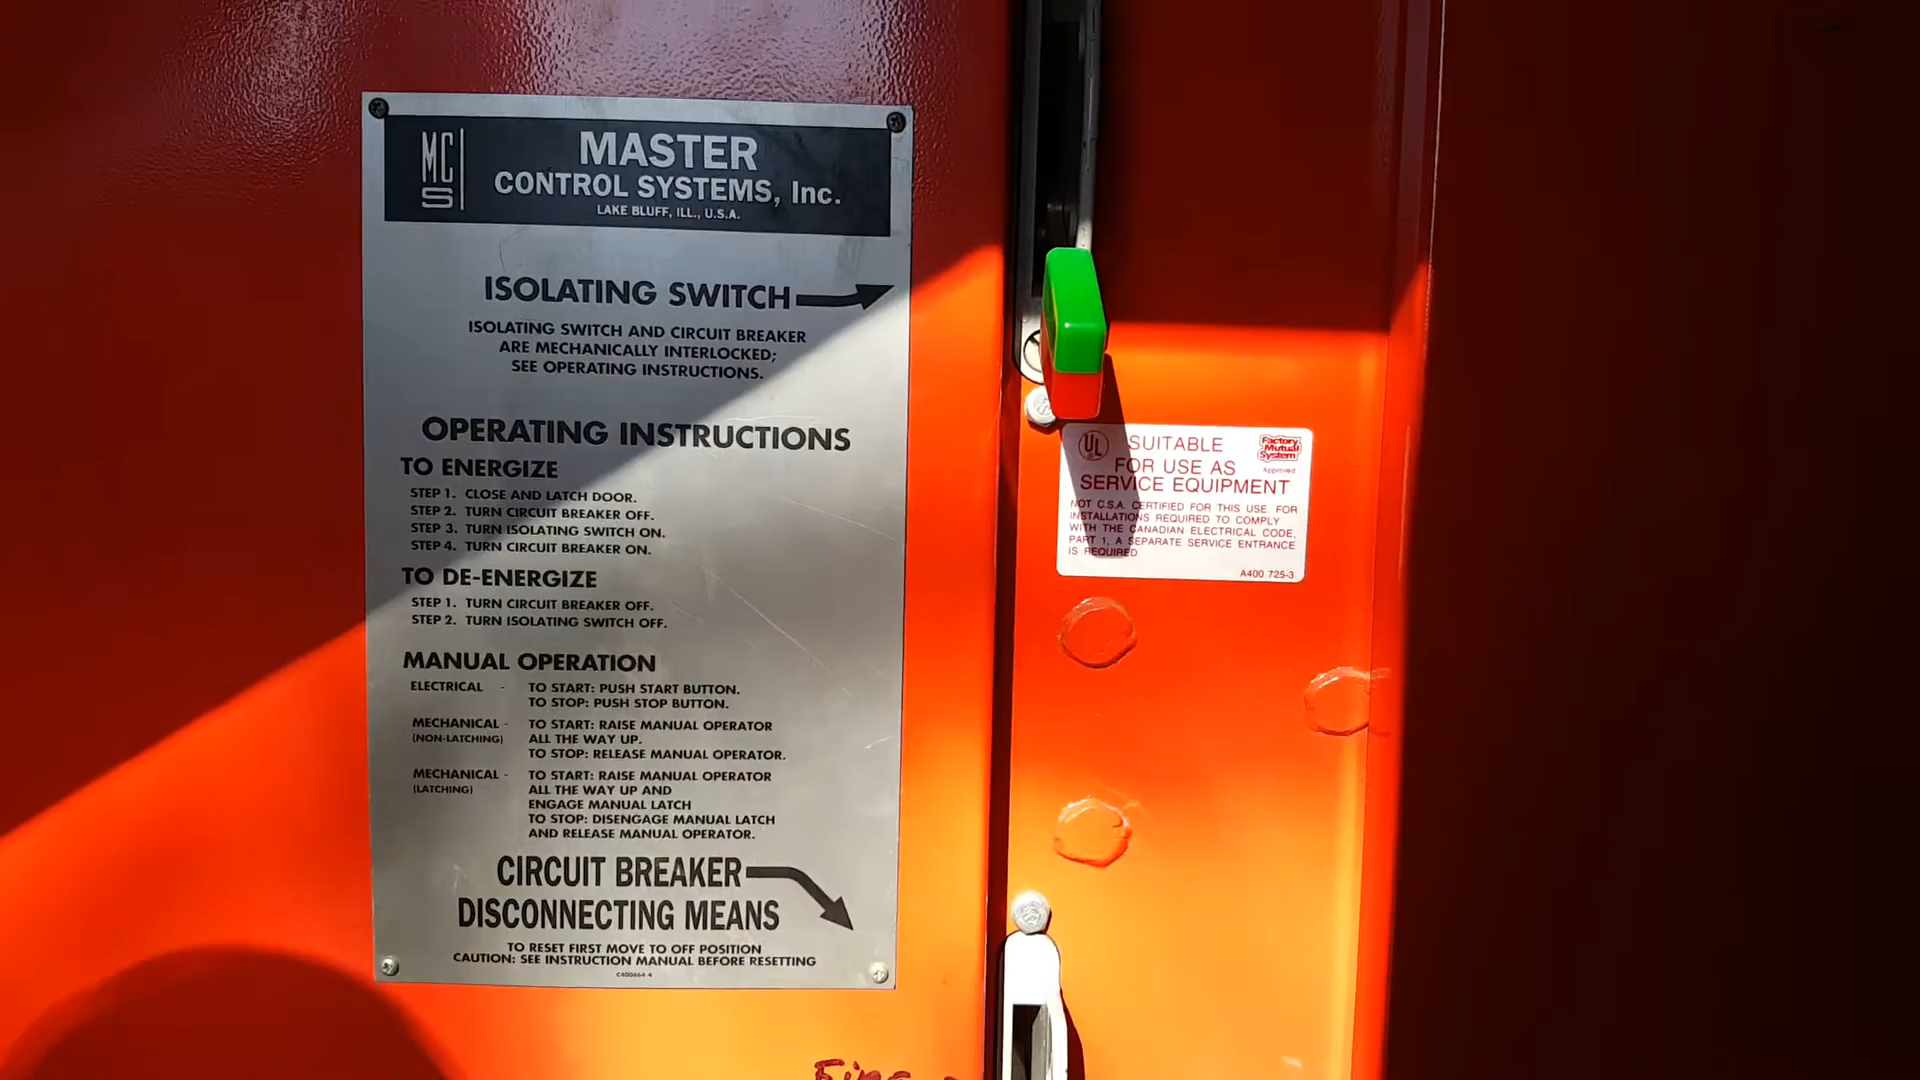 MCS
MASTER
CONTROL SYSTEMS, Inc.
LAKE BLUFF, ILL., U.S.A.
ISOLATING SWITCH
ISOLATING SWITCH AND CIRCUIT BREAKER
ARE MECHANICALLY INTERLOCKED;
SEE OPERATING INSTRUCTIONS.
OPERATING INSTRUCTIONS
TO ENERGIZE
STEP 1. CLOSE AND LATCH DOOR.
STEP 2. TURN CIRCUIT BREAKER OFF.
STEP 3. TURN ISOLATING SWITCH ON.
STEP 4. TURN CIRCUIT BREAKER ON.
TO DE-ENERGIZE
STEP 1. TURN CIRCUIT BREAKER OFF.
STEP 2. TURN ISOLATING SWITCH OFF.
MANUAL OPERATION
ELECTRICAL - TO START: PUSH START BUTTON.
TO STOP: PUSH STOP BUTTON.
MECHANICAL - TO START: RAISE MANUAL OPERATOR
(NON-LATCHING) ALL THE WAY UP.
TO STOP: RELEASE MANUAL OPERATOR.
MECHANICAL - TO START: RAISE MANUAL OPERATOR
(LATCHING) ALL THE WAY UP AND
ENGAGE MANUAL LATCH
TO STOP: DISENGAGE MANUAL LATCH
AND RELEASE MANUAL OPERATOR.
CIRCUIT BREAKER
DISCONNECTING MEANS
TO RESET FIRST MOVE TO OFF POSITION
CAUTION: SEE INSTRUCTION MANUAL BEFORE RESETTING
C400464-4
UL
SUITABLE
FOR USE AS
SERVICE EQUIPMENT
Factory
Mutual
System
Approved
NOT C.S.A. CERTIFIED FOR THIS USE. FOR
INSTALLATIONS REQUIRED TO COMPLY
WITH THE CANADIAN ELECTRICAL CODE,
PART 1, A SEPARATE SERVICE ENTRANCE
IS REQUIRED
A400 725-3